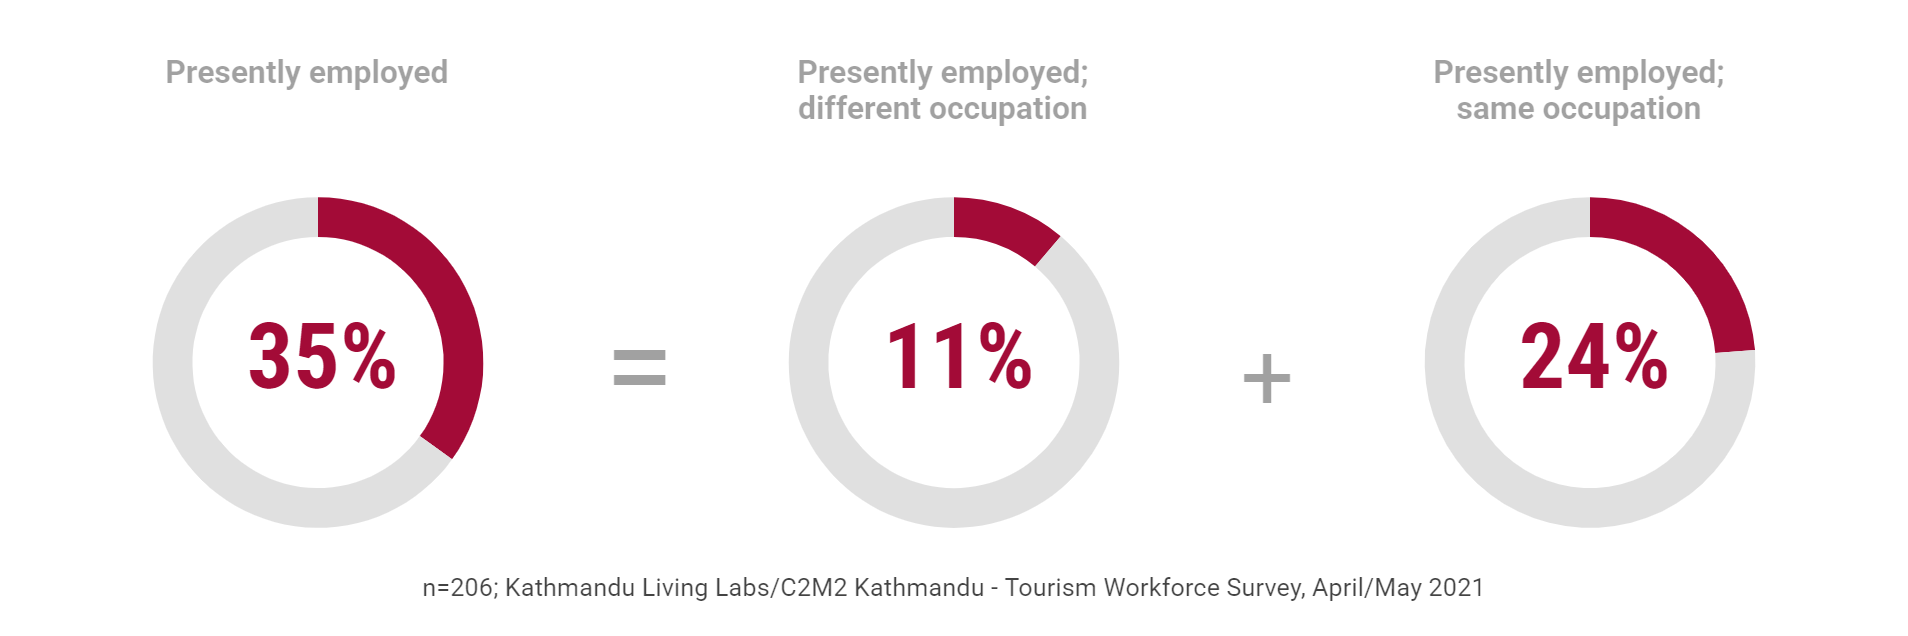 Presently employed
Presently employed;
different occupation
Presently employed;
same occupation
35%
=
11%
+
24%
n=206; Kathmandu Living Labs/C2M2 Kathmandu - Tourism Workforce Survey, April/May 2021